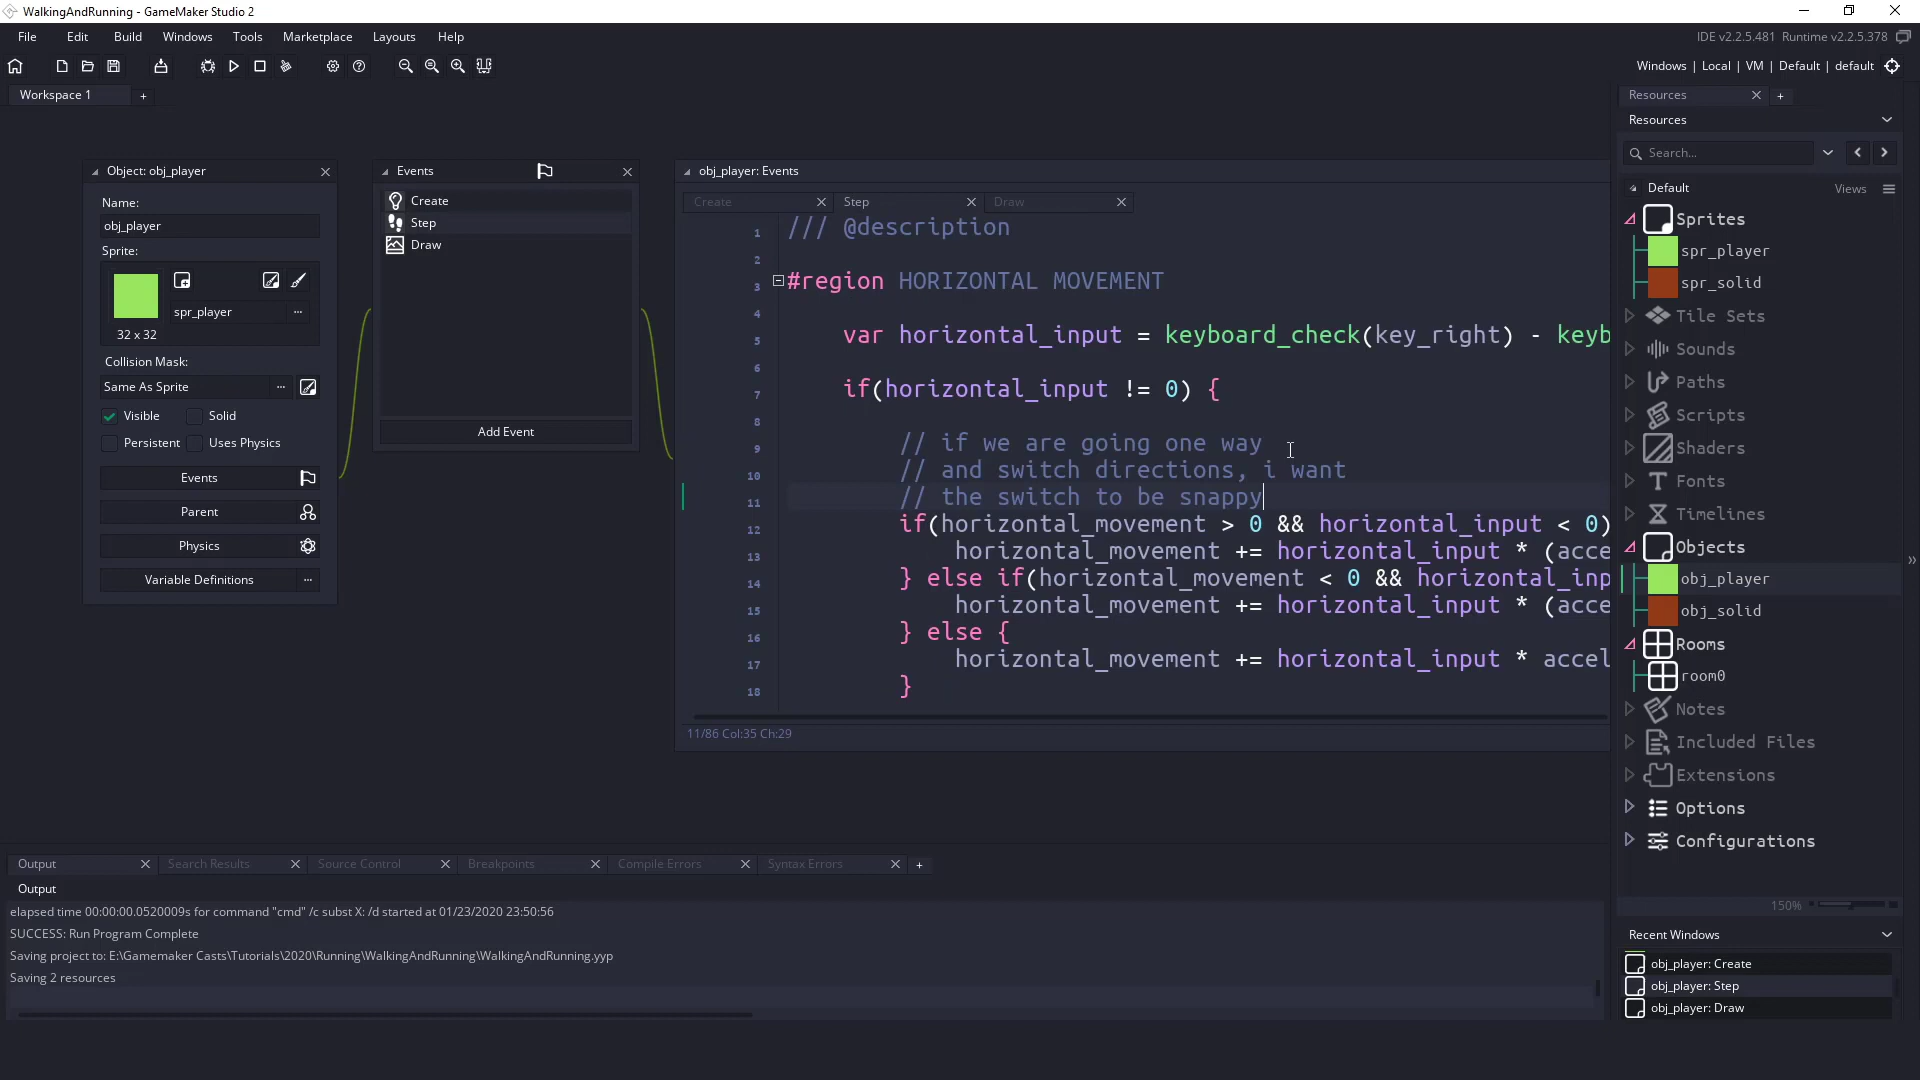 WalkingAndRunning - GameMaker Studio 2
File Edit Build Windows Tools Marketplace Layouts Help
IDE v2.2.5.481 Runtime v2.2.5.378
Windows | Local | VM | Default | default
Workspace 1
Object: obj_player
Name:
obj_player
Sprite:
spr_player
32 x 32
Collision Mask:
Same As Sprite
Visible Solid
Persistent Uses Physics
Events
Parent
Physics
Variable Definitions
Events
Create
Step
Draw
Add Event
obj_player: Events
Create Step Draw
1 /// @description
2
3 #region HORIZONTAL MOVEMENT
4
5 var horizontal_input = keyboard_check(key_right) - keyb
6
7 if(horizontal_input != 0) {
8
9 // if we are going one way
10 // and switch directions, i want
11 // the switch to be snappy
12 if(horizontal_movement > 0 && horizontal_input < 0)
13 horizontal_movement += horizontal_input * (acce
14 } else if(horizontal_movement < 0 && horizontal_inp
15 horizontal_movement += horizontal_input * (acce
16 } else {
17 horizontal_movement += horizontal_input * accel
18 }
11/86 Col:35 Ch:29
Resources
Resources
Search...
Default Views
Sprites
spr_player
spr_solid
Tile Sets
Sounds
Paths
Scripts
Shaders
Fonts
Timelines
Objects
obj_player
obj_solid
Rooms
room0
Notes
Included Files
Extensions
Options
Configurations
150%
Recent Windows
obj_player: Create
obj_player: Step
obj_player: Draw
Output Search Results Source Control Breakpoints Compile Errors Syntax Errors
Output
elapsed time 00:00:00.0520009s for command "cmd" /c subst X: /d started at 01/23/2020 23:50:56
SUCCESS: Run Program Complete
Saving project to: E:\Gamemaker Casts\Tutorials\2020\Running\WalkingAndRunning\WalkingAndRunning.yyp
Saving 2 resources